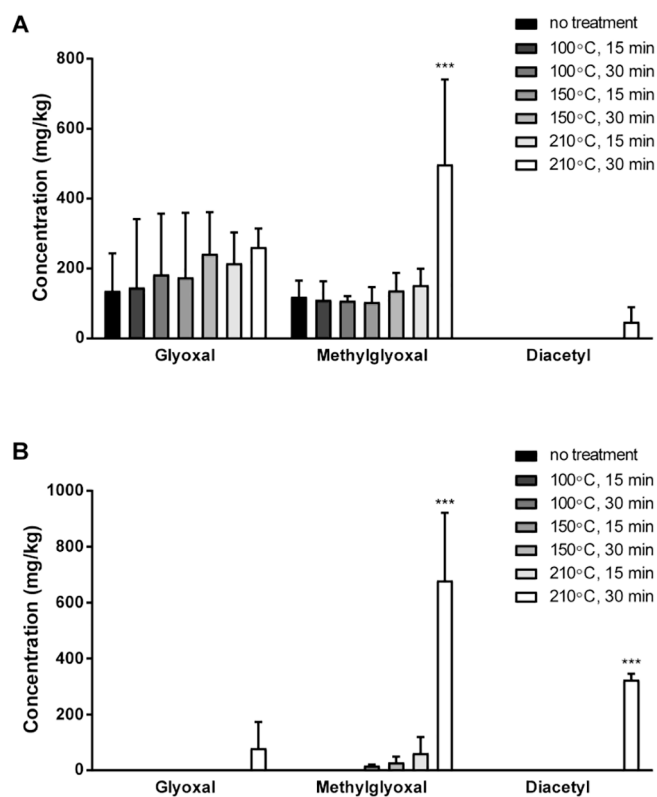 A
no treatment
100°C, 15 min
100°C, 30 min
150°C, 15 min
150°C, 30 min
210°C, 15 min
210°C, 30 min
Concentration (mg/kg)
800
600
400
200
0
***
Glyoxal Methylglyoxal Diacetyl
B
no treatment
100°C, 15 min
100°C, 30 min
150°C, 15 min
150°C, 30 min
210°C, 15 min
210°C, 30 min
Concentration (mg/kg)
1000
800
600
400
200
0
***
***
Glyoxal Methylglyoxal Diacetyl